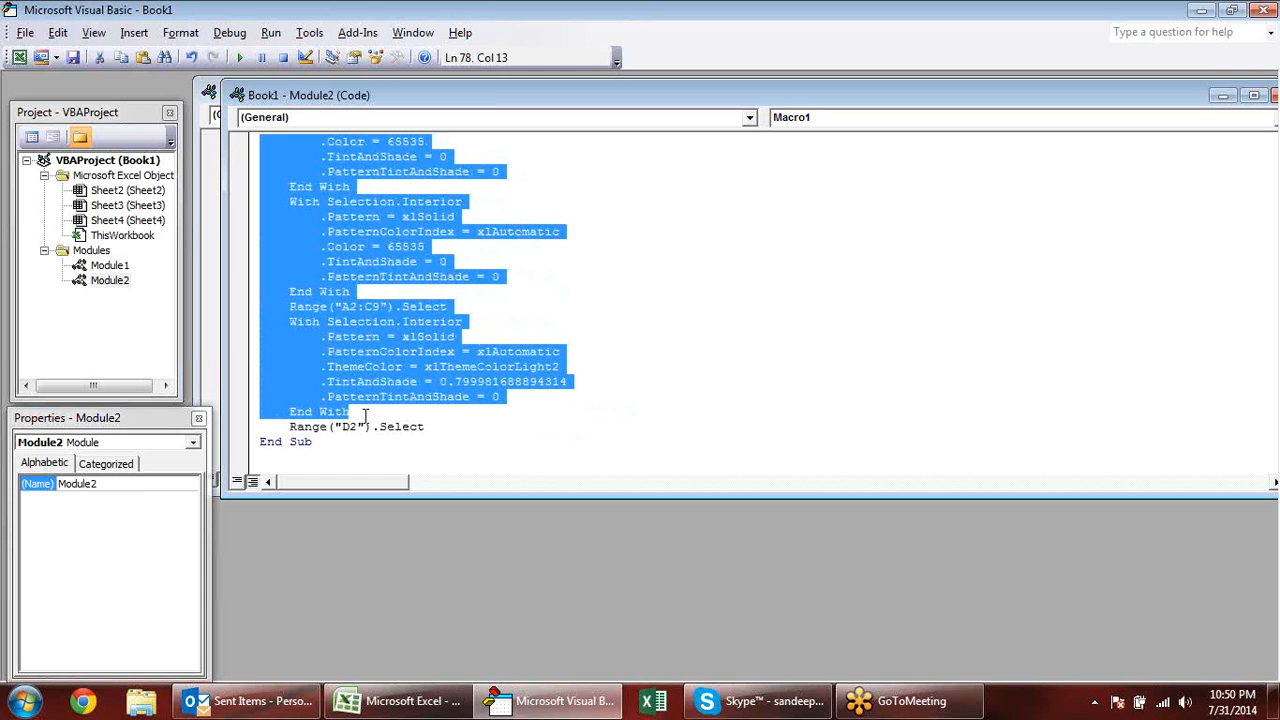 Microsoft Visual Basic - Book1
File Edit View Insert Format Debug Run Tools Add-Ins Window Help
Type a question for help
Ln 78, Col 13
Project - VBAProject
VBAProject (Book1)
Microsoft Excel Object
Sheet2 (Sheet2)
Sheet3 (Sheet3)
Sheet4 (Sheet4)
ThisWorkbook
Modules
Module1
Module2
Properties - Module2
Module2 Module
Alphabetic Categorized
(Name) Module2
Book1 - Module2 (Code)
(General) Macro1
.Color = 65535
.TintAndShade = 0
.PatternTintAndShade = 0
End With
With Selection.Interior
.Pattern = xlSolid
.PatternColorIndex = xlAutomatic
.Color = 65535
.TintAndShade = 0
.PatternTintAndShade = 0
End With
Range("A2:C9").Select
With Selection.Interior
.Pattern = xlSolid
.PatternColorIndex = xlAutomatic
.ThemeColor = xlThemeColorLight2
.TintAndShade = 0.799981688894314
.PatternTintAndShade = 0
End With
Range("D2").Select
End Sub
Sent Items - Perso...
Microsoft Excel - ...
Microsoft Visual B...
Skype™ - sandeep...
GoToMeeting
10:50 PM
7/31/2014